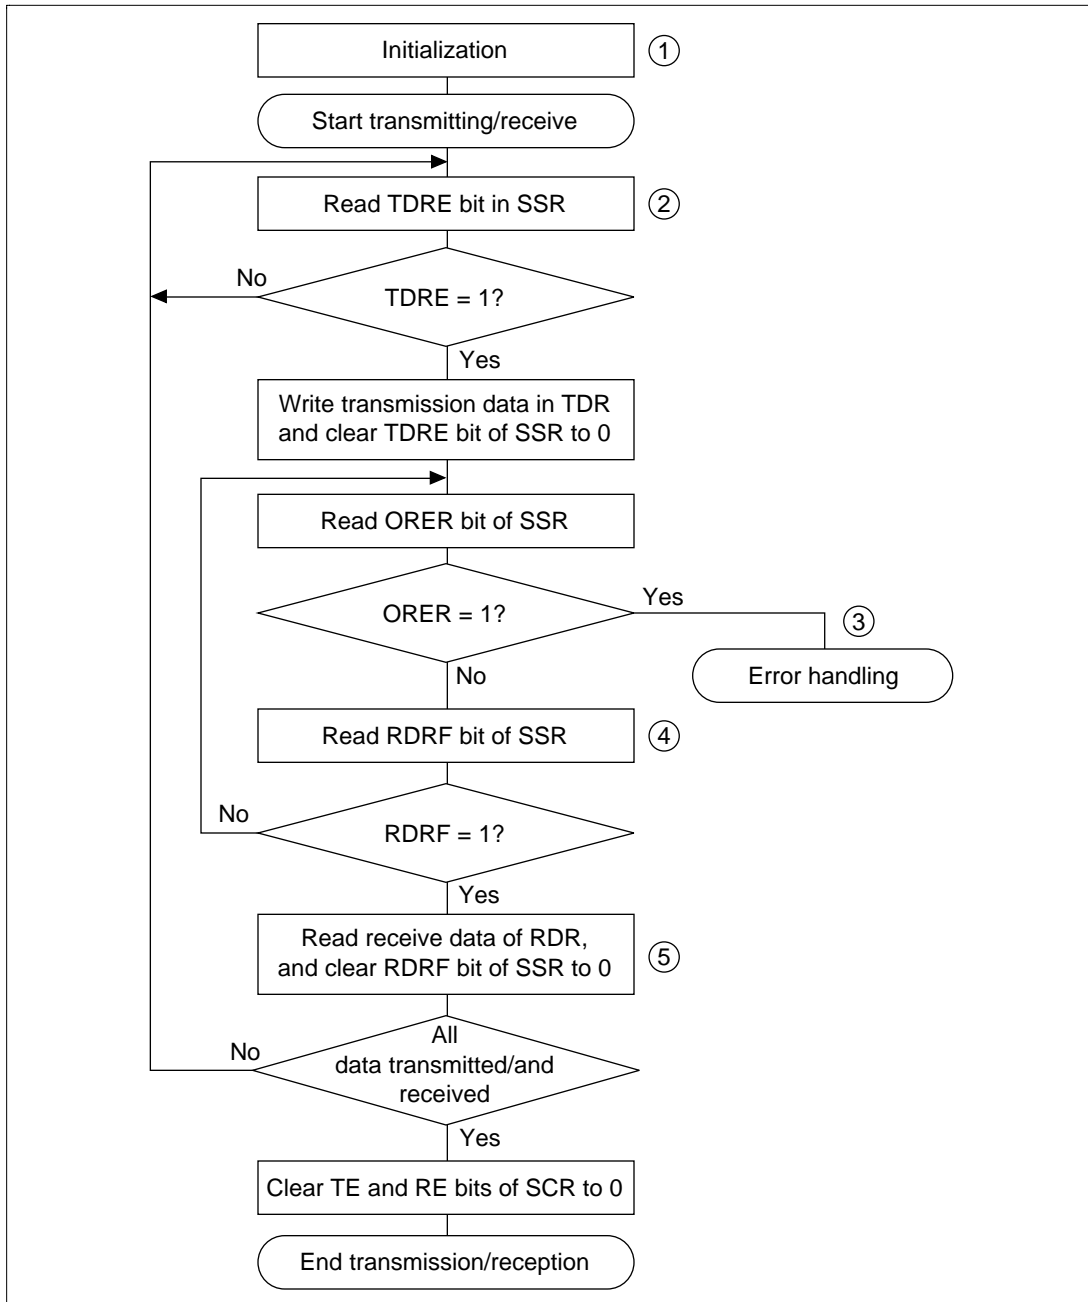 Initialization
1
Start transmitting/receive
Read TDRE bit in SSR
2
No
TDRE = 1?
Yes
Write transmission data in TDR
and clear TDRE bit of SSR to 0
Read ORER bit of SSR
ORER = 1?
Yes
3
Error handling
No
Read RDRF bit of SSR
4
No
RDRF = 1?
Yes
Read receive data of RDR,
and clear RDRF bit of SSR to 0
5
All
data transmitted/and
received
No
Yes
Clear TE and RE bits of SCR to 0
End transmission/reception